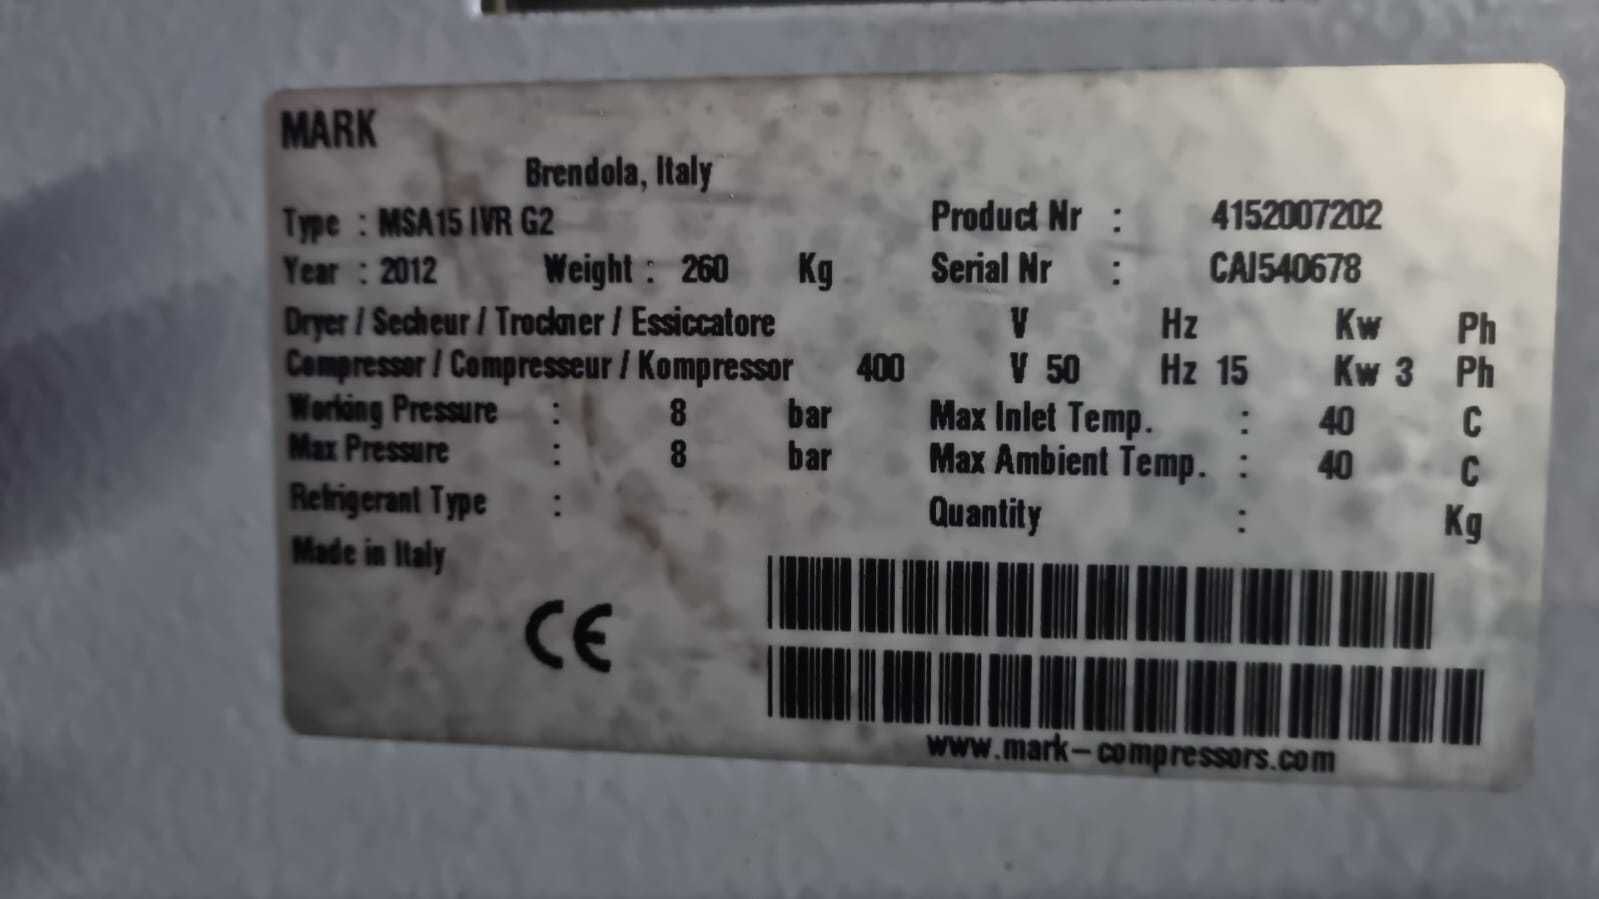 MARK
Brendola, Italy
Type : MSA15 IVR G2 Product Nr : 4152007202
Year : 2012 Weight : 260 Kg Serial Nr : CAI540678
Dryer / Secheur / Trockner / Essiccatore V Hz Kw Ph
Compressor / Compresseur / Kompressor 400 V 50 Hz 15 Kw 3 Ph
Working Pressure : 8 bar Max Inlet Temp. : 40 C
Max Pressure : 8 bar Max Ambient Temp. : 40 C
Refrigerant Type : Quantity : Kg
Made in Italy
CE
www.mark-compressors.com